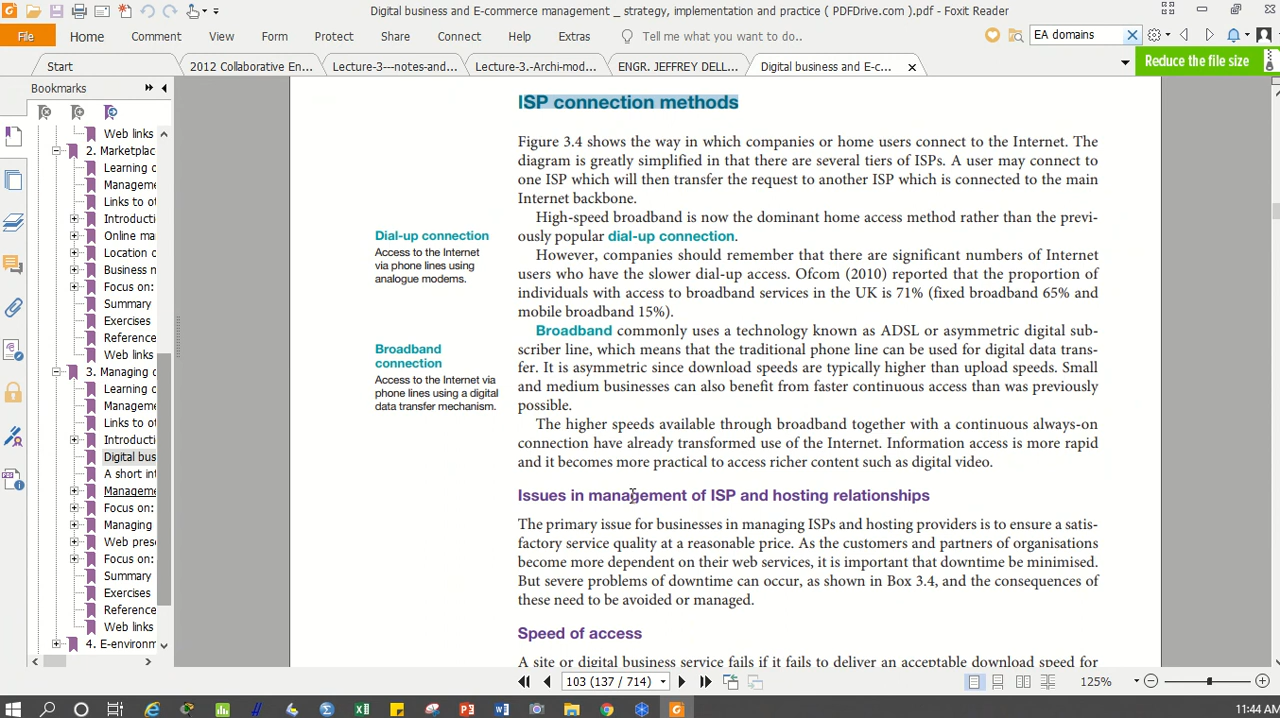 Digital business and E-commerce management _ strategy, implementation and practice ( PDFDrive.com ).pdf - Foxit Reader
File Home Comment View Form Protect Share Connect Help Extras Tell me what you want to do.. EA domains
Start 2012 Collaborative En... Lecture-3---notes-and-... Lecture-3.-Archinod... ENGR. JEFFREY DELL... Digital business and E-c...
Reduce the file size
Bookmarks
Web links
2. Marketplac
Learning o
Manageme
Links to ot
Introducti
Online ma
Location o
Business n
Focus on:
Summary
Exercises
Reference
Web links
3. Managing
Learning o
Manageme
Links to ot
Introducti
Digital bus
A short int
Manageme
Focus on:
Managing
Web prese
Focus on:
Summary
Exercises
Reference
Web links
4. E-environm
ISP connection methods
Figure 3.4 shows the way in which companies or home users connect to the Internet. The
diagram is greatly simplified in that there are several tiers of ISPs. A user may connect to
one ISP which will then transfer the request to another ISP which is connected to the main
Internet backbone.
High-speed broadband is now the dominant home access method rather than the previ-
ously popular dial-up connection.
Dial-up connection
Access to the Internet
via phone lines using
analogue modems.
However, companies should remember that there are significant numbers of Internet
users who have the slower dial-up access. Ofcom (2010) reported that the proportion of
individuals with access to broadband services in the UK is 71% (fixed broadband 65% and
mobile broadband 15%).
Broadband commonly uses a technology known as ADSL or asymmetric digital sub-
scriber line, which means that the traditional phone line can be used for digital data trans-
fer. It is asymmetric since download speeds are typically higher than upload speeds. Small
and medium businesses can also benefit from faster continuous access than was previously
possible.
Broadband
connection
Access to the Internet via
phone lines using a digital
data transfer mechanism.
The higher speeds available through broadband together with a continuous always-on
connection have already transformed use of the Internet. Information access is more rapid
and it becomes more practical to access richer content such as digital video.
Issues in management of ISP and hosting relationships
The primary issue for businesses in managing ISPs and hosting providers is to ensure a satis-
factory service quality at a reasonable price. As the customers and partners of organisations
become more dependent on their web services, it is important that downtime be minimised.
But severe problems of downtime can occur, as shown in Box 3.4, and the consequences of
these need to be avoided or managed.
Speed of access
A site or digital business service fails if it fails to deliver an acceptable download speed for
103 (137 / 714)
125%
11:44 AM